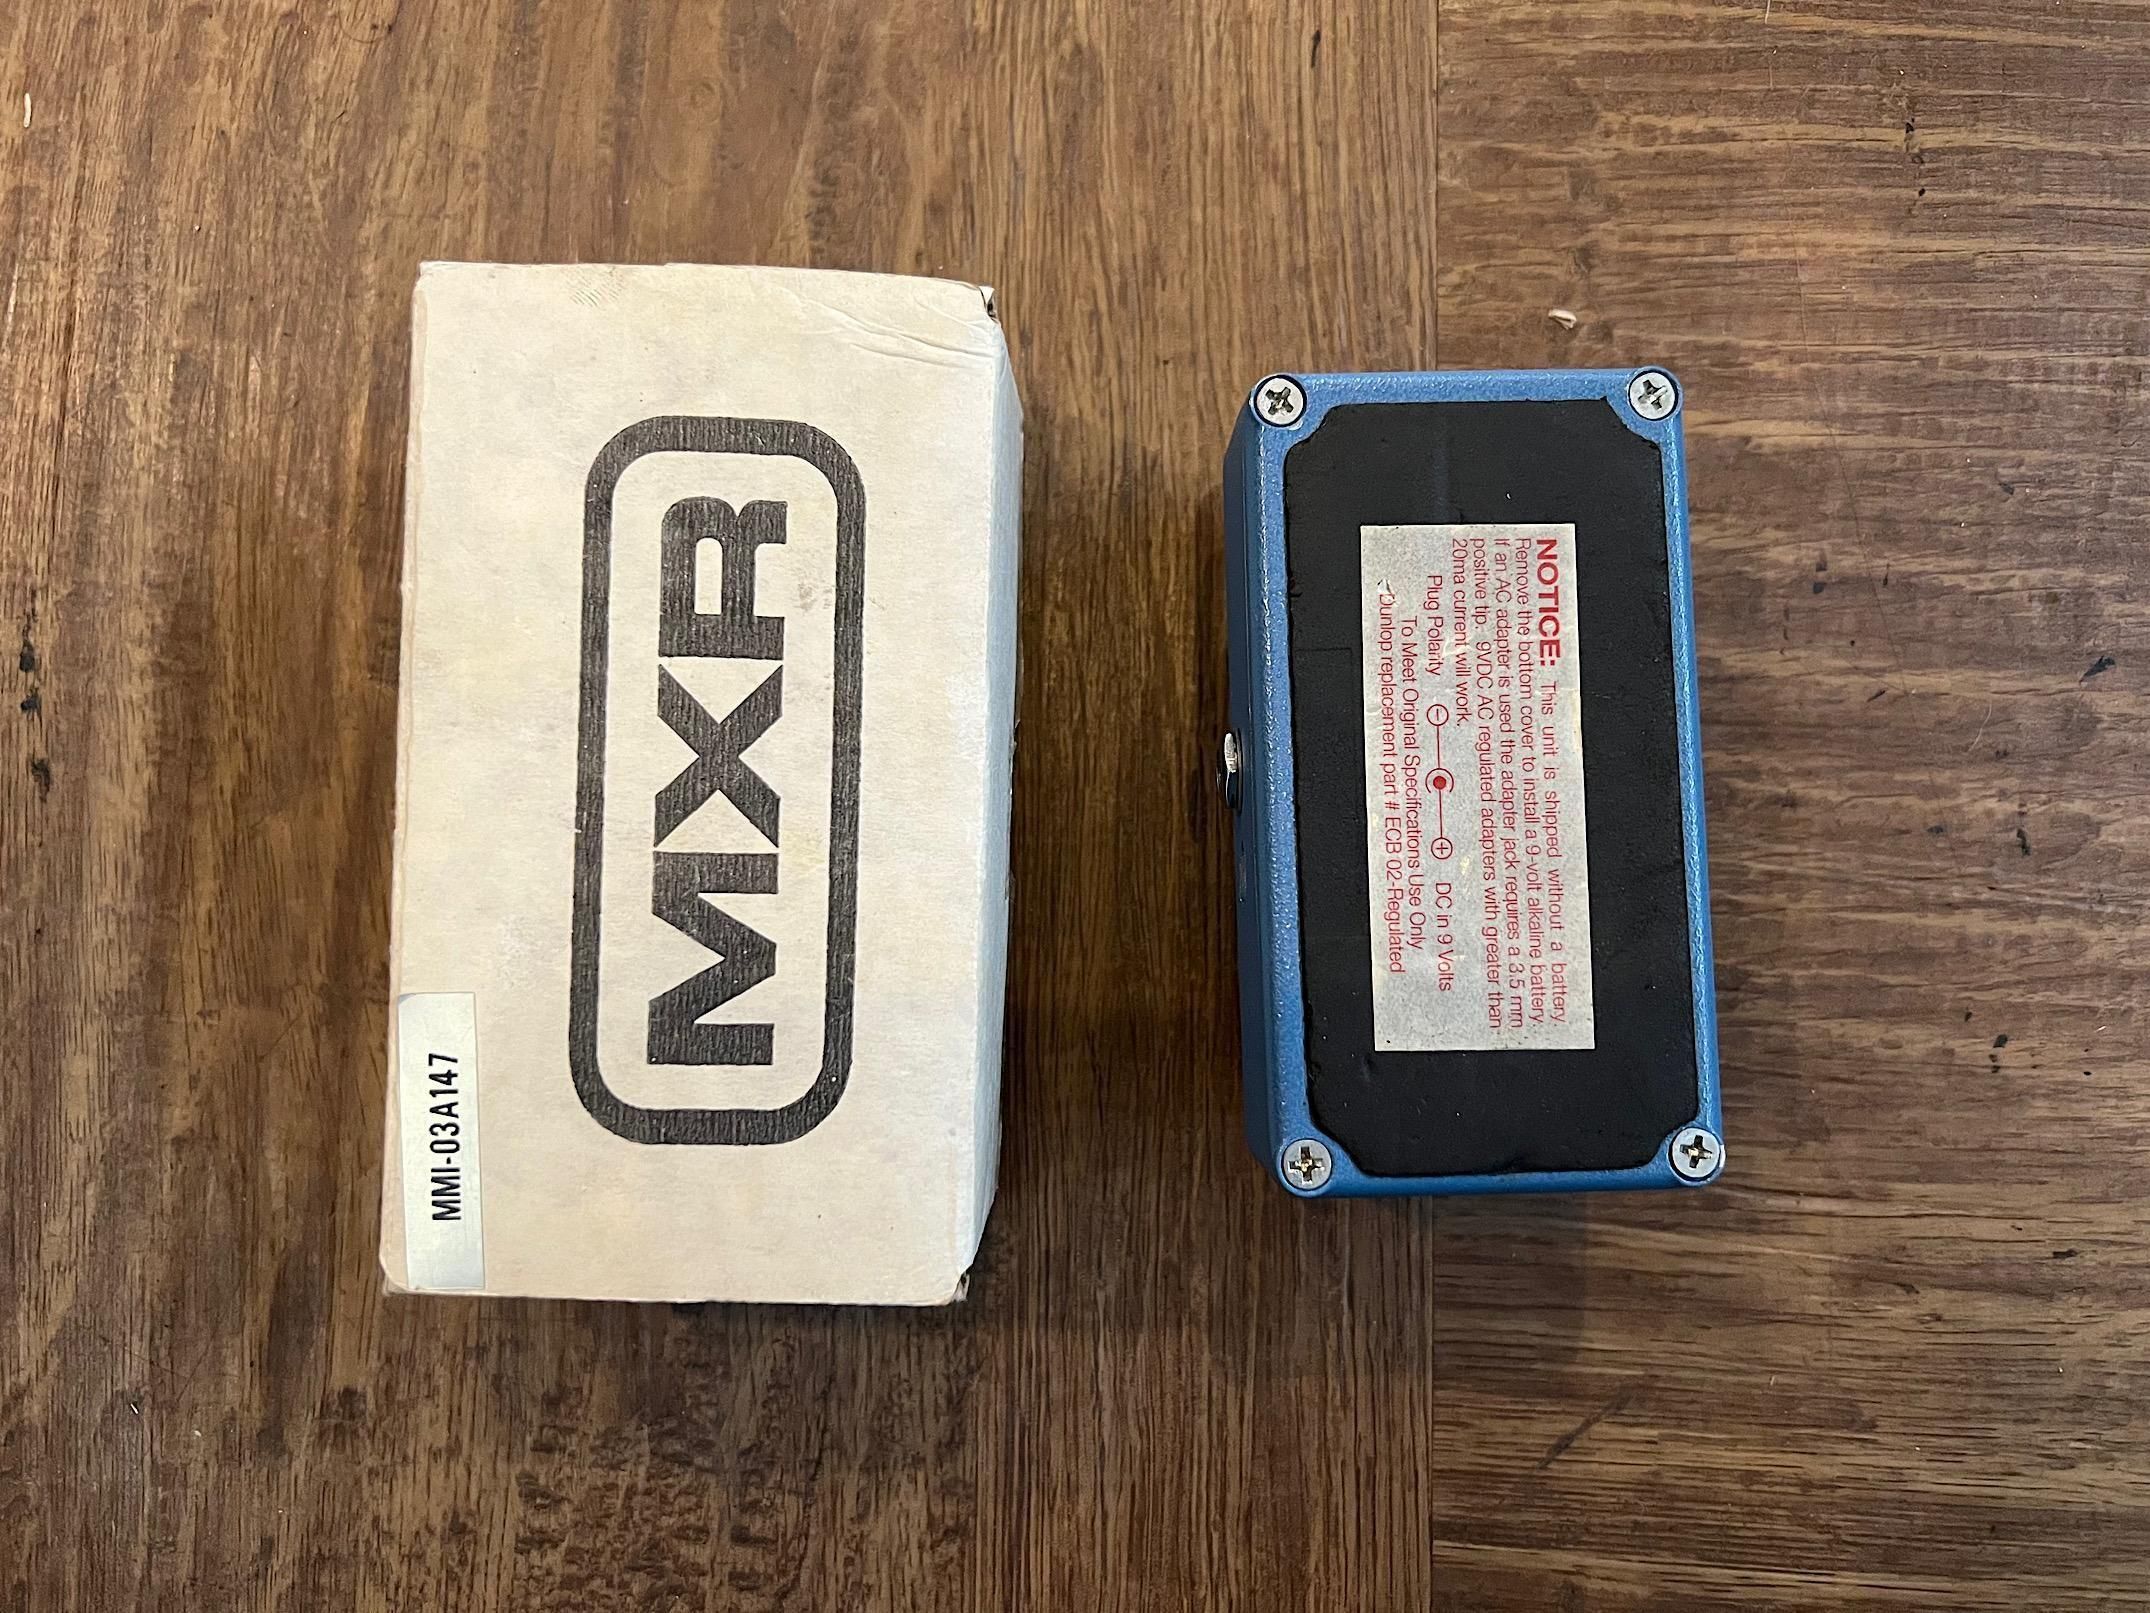 MXR
MMI-03A147
NOTICE: This unit is shipped without a battery.
Remove the bottom cover to install a 9-volt alkaline battery.
If an AC adapter is used the adapter jack requires a 3.5 mm
positive tip. 9VDC AC regulated adapters with greater than
20ma current will work.
Plug Polarity - + DC in 9 Volts
To Meet Original Specifications Use Only
Dunlop replacement part # ECB 02-Regulated